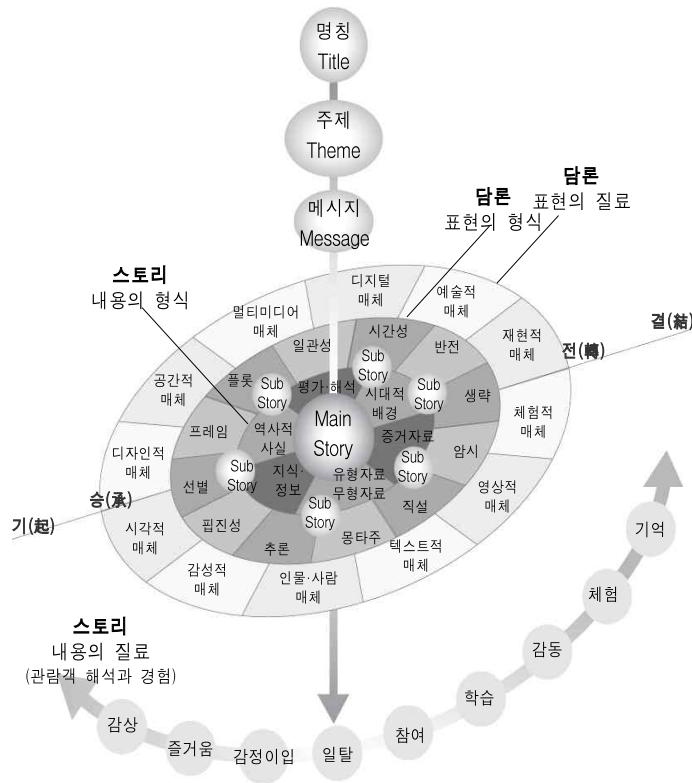 명칭
Title
주제
Theme
메시지
Message
담론
표현의 질료
담론
표현의 형식
스토리
내용의 형식
디지털
매체
예술적
매체
멀티미디어
매체
재현적
매체
공간적
매체
체험적
매체
디자인적
매체
영상적
매체
시각적
매체
텍스트적
매체
감성적
매체
인물·사람
매체
시간성
일관성
반전
플롯
생략
프레임
암시
선별
직설
핍진성
몽타주
추론
평가·해석
시대적
배경
역사적
사실
증거자료
지식·
정보
유형자료
무형자료
Sub
Story
Sub
Story
Sub
Story
Sub
Story
Sub
Story
Sub
Story
Main
Story
결(結)
전(轉)
승(承)
기(起)
스토리
내용의 질료
(관람객 해석과 경험)
감상
즐거움
감정이입
일탈
참여
학습
감동
체험
기억